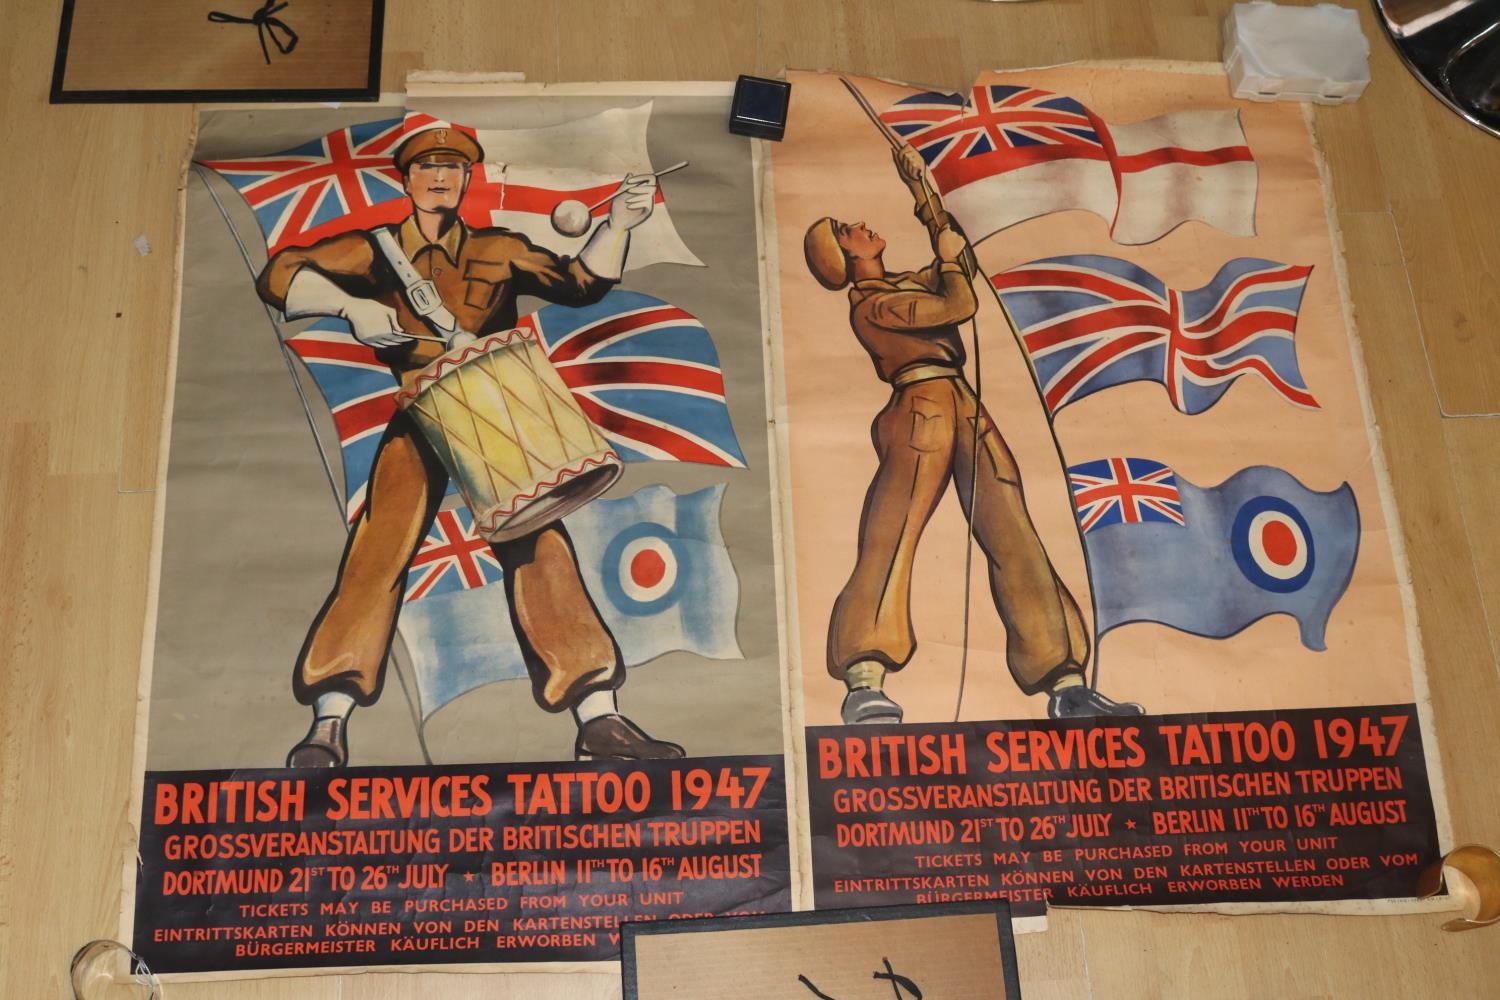 BRITISH SERVICES TATTOO 1947
GROSSVERANSTALTUNG DER BRITISCHEN TRUPPEN
DORTMUND 21ST TO 26TH JULY ★ BERLIN 11TH TO 16TH AUGUST
TICKETS MAY BE PURCHASED FROM YOUR UNIT
EINTRITTSKARTEN KÖNNEN VON DEN KARTENSTELLEN ODER VOM
BÜRGERMEISTER KÄUFLICH ERWORBEN
BRITISH SERVICES TATTOO 1947
GROSSVERANSTALTUNG DER BRITISCHEN TRUPPEN
DORTMUND 21ST TO 26TH JULY ★ BERLIN 11TH TO 16TH AUGUST
TICKETS MAY BE PURCHASED FROM YOUR UNIT
EINTRITTSKARTEN KÖNNEN VON DEN KARTENSTELLEN ODER VOM
BÜRGERMEISTER KÄUFLICH ERWORBEN WERDEN